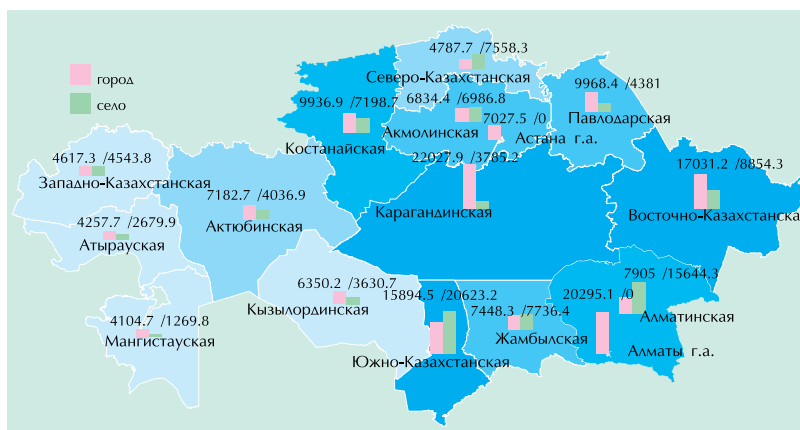 город
село
4787.7 /7558.3
Северо-Казахстанская
9936.9 /7198.7
Костанайская
6834.4 /6986.8
Акмолинская
7027.5 /0
Астана г.а.
9968.4 /4381
Павлодарская
4617.3 /4543.8
Западно-Казахстанская
7182.7 /4036.9
Актюбинская
22027.9 /3785.2
Карагандинская
17031.2 /8854.3
Восточно-Казахстанска
4257.7 /2679.9
Атырауская
6350.2 /3630.7
Кызылординская
4104.7 /1269.8
Мангистауская
15894.5 /20623.2
Южно-Казахстанская
7448.3 /7736.4
Жамбылская
7905 /15644.3
Алматинская
20295.1 /0
Алматы г.а.